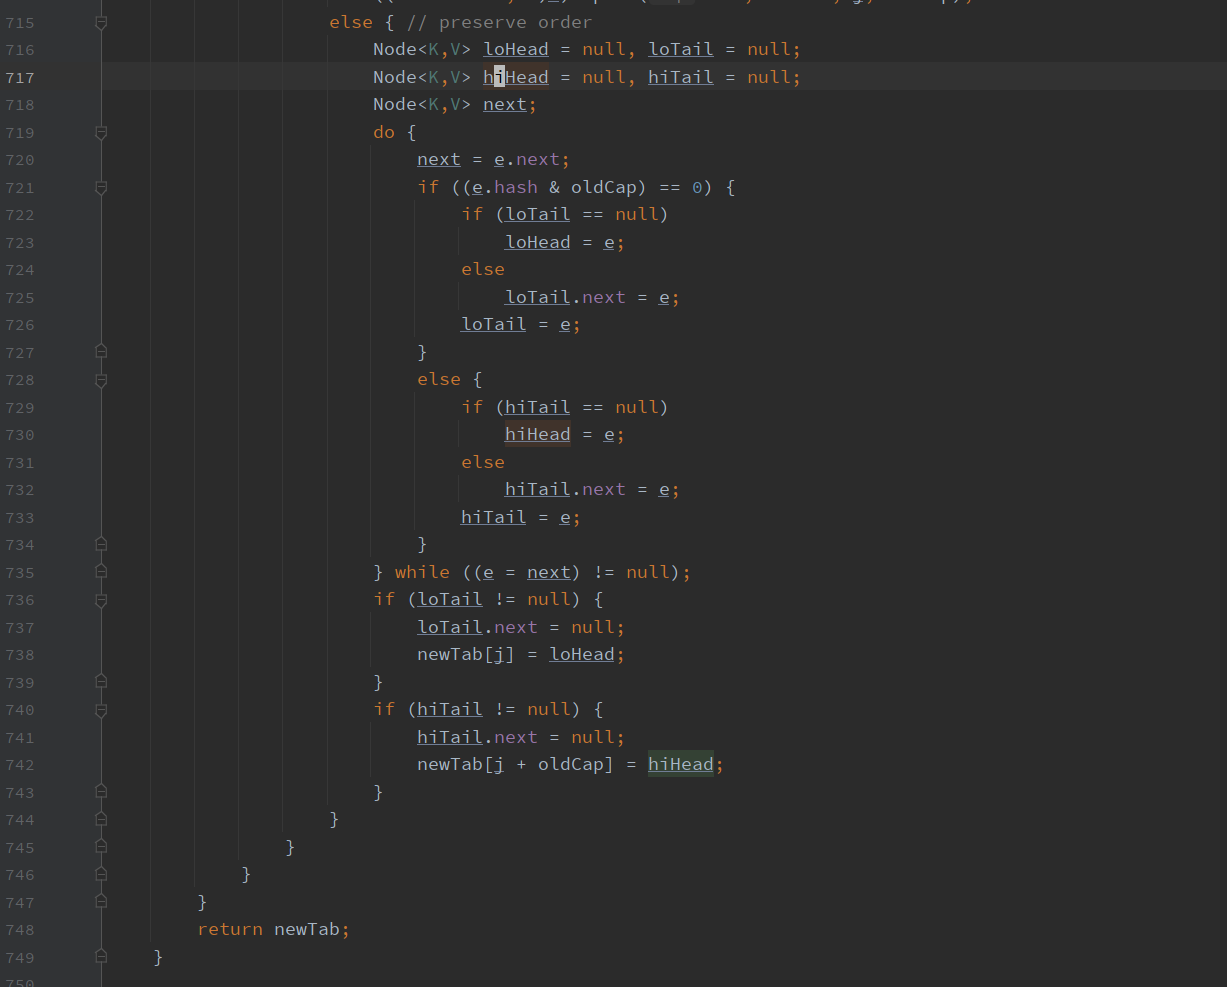 715 else { // preserve order
716 Node<K,V> loHead = null, loTail = null;
717 Node<K,V> hiHead = null, hiTail = null;
718 Node<K,V> next;
719 do {
720 next = e.next;
721 if ((e.hash & oldCap) == 0) {
722 if (loTail == null)
723 loHead = e;
724 else
725 loTail.next = e;
726 loTail = e;
727 }
728 else {
729 if (hiTail == null)
730 hiHead = e;
731 else
732 hiTail.next = e;
733 hiTail = e;
734 }
735 } while ((e = next) != null);
736 if (loTail != null) {
737 loTail.next = null;
738 newTab[j] = loHead;
739 }
740 if (hiTail != null) {
741 hiTail.next = null;
742 newTab[j + oldCap] = hiHead;
743 }
744 }
745 }
746 }
747 }
748 return newTab;
749 }
750